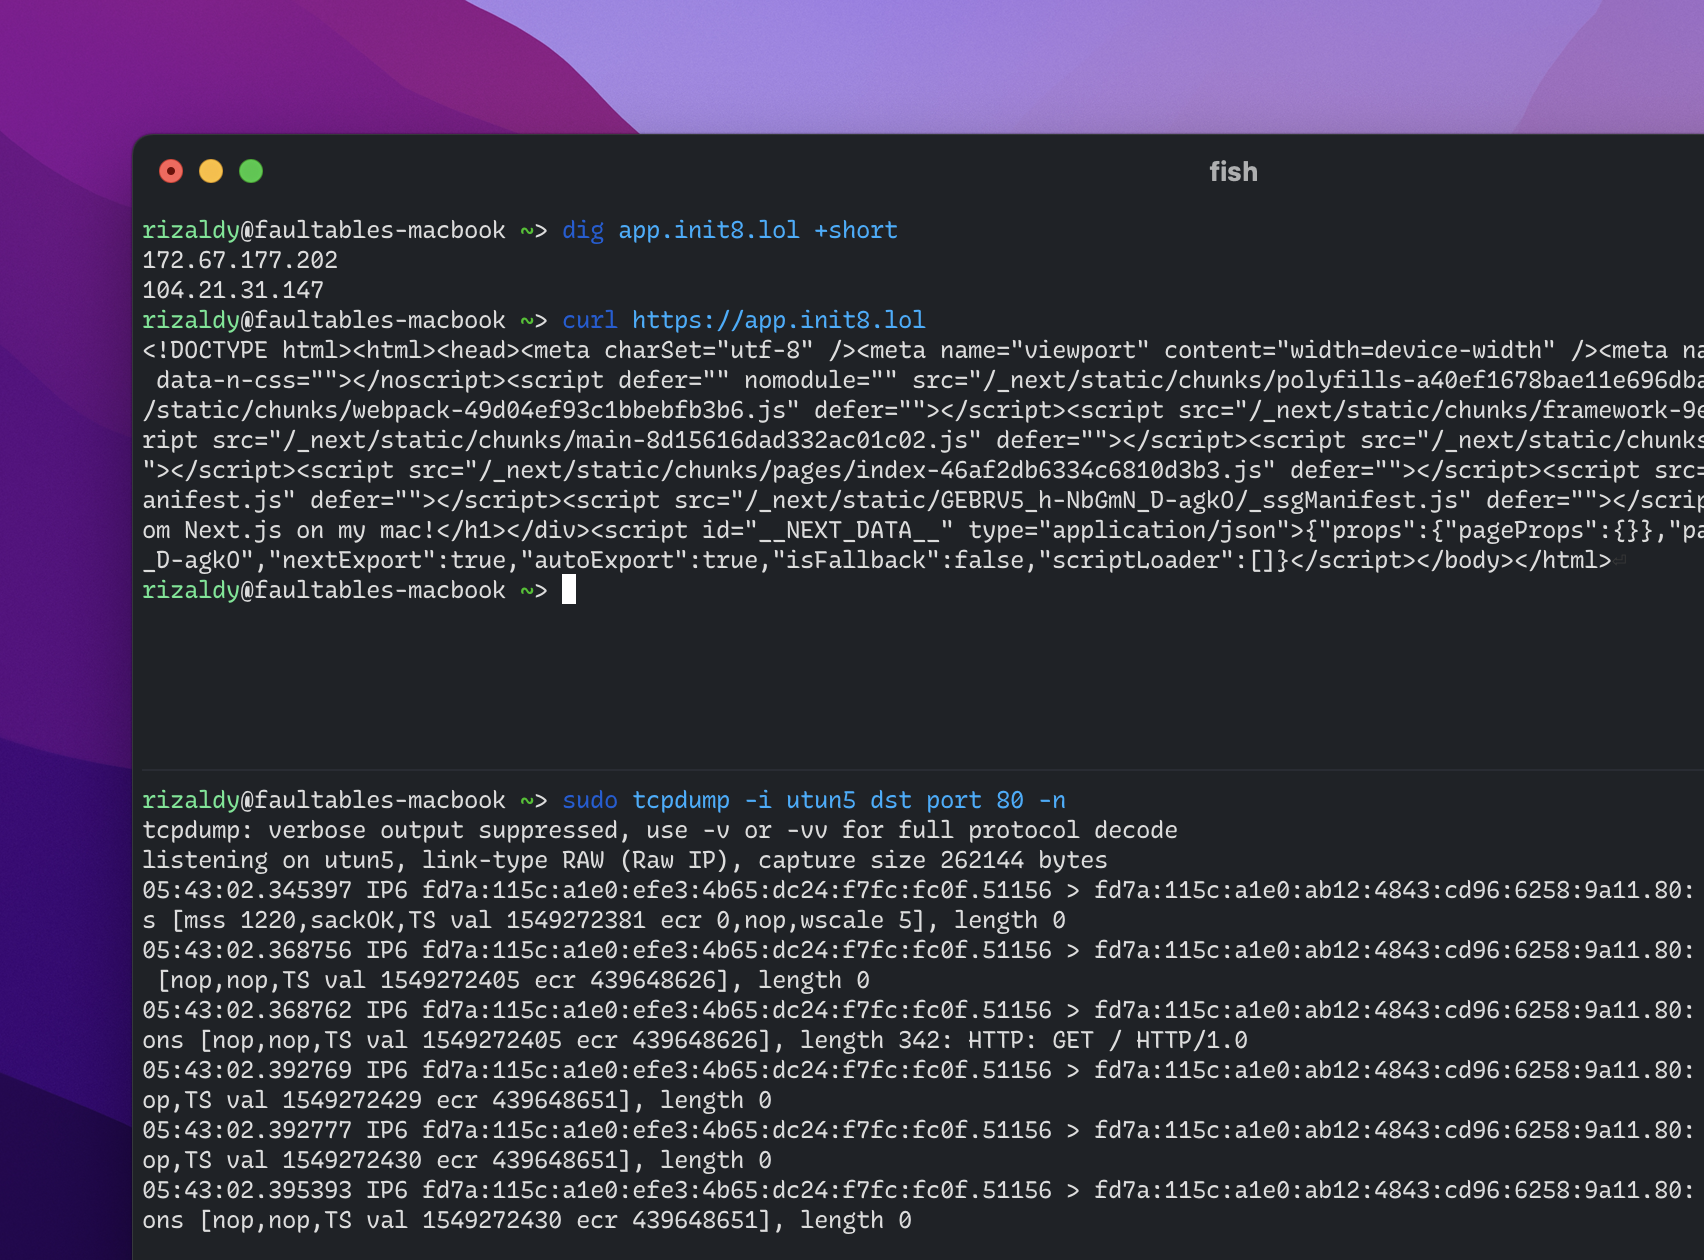 fish
rizaldy@faultables-macbook ~> dig app.init8.lol +short
172.67.177.202
104.21.31.147
rizaldy@faultables-macbook ~> curl https://app.init8.lol
<!DOCTYPE html><html><head><meta charSet="utf-8" /><meta name="viewport" content="width=device-width" /><meta na
 data-n-css=""></noscript><script defer="" nomodule="" src="/_next/static/chunks/polyfills-a40ef1678bae11e696dba
/static/chunks/webpack-49d04ef93c1bbebfb3b6.js" defer=""></script><script src="/_next/static/chunks/framework-9e
ript src="/_next/static/chunks/main-8d15616dad332ac01c02.js" defer=""></script><script src="/_next/static/chunks
"></script><script src="/_next/static/chunks/pages/index-46af2db6334c6810d3b3.js" defer=""></script><script src=
anifest.js" defer=""></script><script src="/_next/static/GEBRV5_h-NbGmN_D-agkO/_ssgManifest.js" defer=""></scrip
om Next.js on my mac!</h1></div><script id="__NEXT_DATA__" type="application/json">{"props":{"pageProps":{}},"pa
_D-agkO","nextExport":true,"autoExport":true,"isFallback":false,"scriptLoader":[]}</script></body></html>⏎
rizaldy@faultables-macbook ~>
rizaldy@faultables-macbook ~> sudo tcpdump -i utun5 dst port 80 -n
tcpdump: verbose output suppressed, use -v or -vv for full protocol decode
listening on utun5, link-type RAW (Raw IP), capture size 262144 bytes
05:43:02.345397 IP6 fd7a:115c:a1e0:efe3:4b65:dc24:f7fc:fc0f.51156 > fd7a:115c:a1e0:ab12:4843:cd96:6258:9a11.80:
s [mss 1220,sackOK,TS val 1549272381 ecr 0,nop,wscale 5], length 0
05:43:02.368756 IP6 fd7a:115c:a1e0:efe3:4b65:dc24:f7fc:fc0f.51156 > fd7a:115c:a1e0:ab12:4843:cd96:6258:9a11.80:
 [nop,nop,TS val 1549272405 ecr 439648626], length 0
05:43:02.368762 IP6 fd7a:115c:a1e0:efe3:4b65:dc24:f7fc:fc0f.51156 > fd7a:115c:a1e0:ab12:4843:cd96:6258:9a11.80:
ons [nop,nop,TS val 1549272405 ecr 439648626], length 342: HTTP: GET / HTTP/1.0
05:43:02.392769 IP6 fd7a:115c:a1e0:efe3:4b65:dc24:f7fc:fc0f.51156 > fd7a:115c:a1e0:ab12:4843:cd96:6258:9a11.80:
op,TS val 1549272429 ecr 439648651], length 0
05:43:02.392777 IP6 fd7a:115c:a1e0:efe3:4b65:dc24:f7fc:fc0f.51156 > fd7a:115c:a1e0:ab12:4843:cd96:6258:9a11.80:
op,TS val 1549272430 ecr 439648651], length 0
05:43:02.395393 IP6 fd7a:115c:a1e0:efe3:4b65:dc24:f7fc:fc0f.51156 > fd7a:115c:a1e0:ab12:4843:cd96:6258:9a11.80:
ons [nop,nop,TS val 1549272430 ecr 439648651], length 0